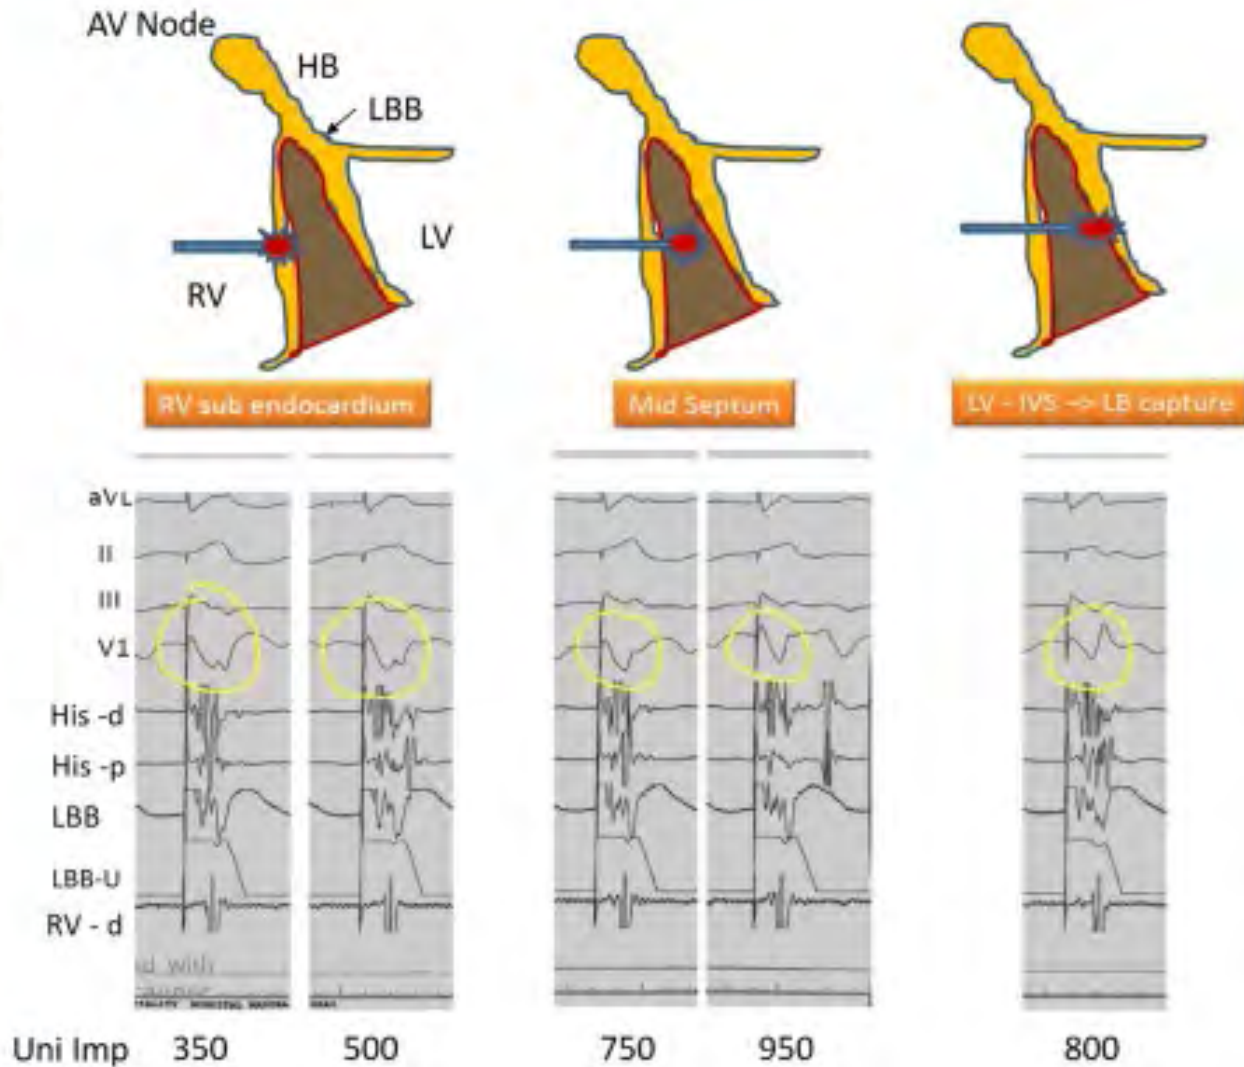 AV Node
HB
LBB
LV
RV
RV sub endocardium
Mid Septum
LV - IVS -> LB capture
aVL
II
III
V1
His -d
His -p
LBB
LBB-U
RV - d
d with
Uni Imp 350 500 750 950 800